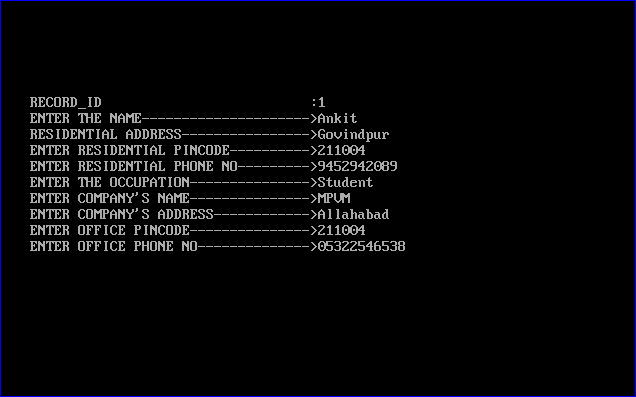 RECORD_ID :1
ENTER THE NAME--------------------->Ankit
RESIDENTIAL ADDRESS---------------->Govindpur
ENTER RESIDENTIAL PINCODE---------->211004
ENTER RESIDENTIAL PHONE NO--------->9452942089
ENTER THE OCCUPATION--------------->Student
ENTER COMPANY'S NAME--------------->MPVM
ENTER COMPANY'S ADDRESS------------>Allahabad
ENTER OFFICE PINCODE--------------->211004
ENTER OFFICE PHONE NO-------------->05322546538